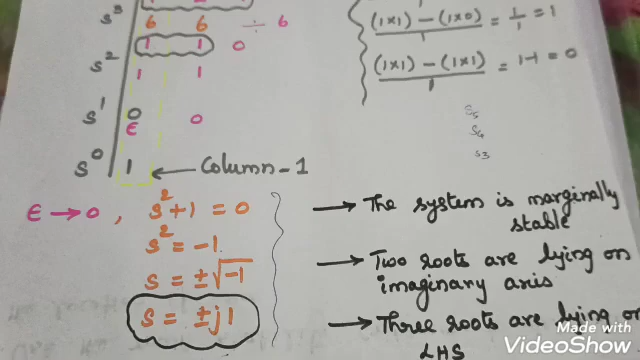 s³
6 6 ÷ 6
1 1 0
s²
1 1
s¹ 0 0
ε
s⁰ 1 ← Column-1
(1×1) - (1×0) / 1 = 1/1 = 1
(1×1) - (1×1) / 1 = 1-1 = 0
s₅
s₄
s₃
ε → 0 , s²+1 = 0
s² = -1
s = ±√-1
s = ±j1
→ The system is marginally
stable
→ Two roots are lying on
imaginary axis
→ Three roots are lying on
LHS
Made with
VideoShow